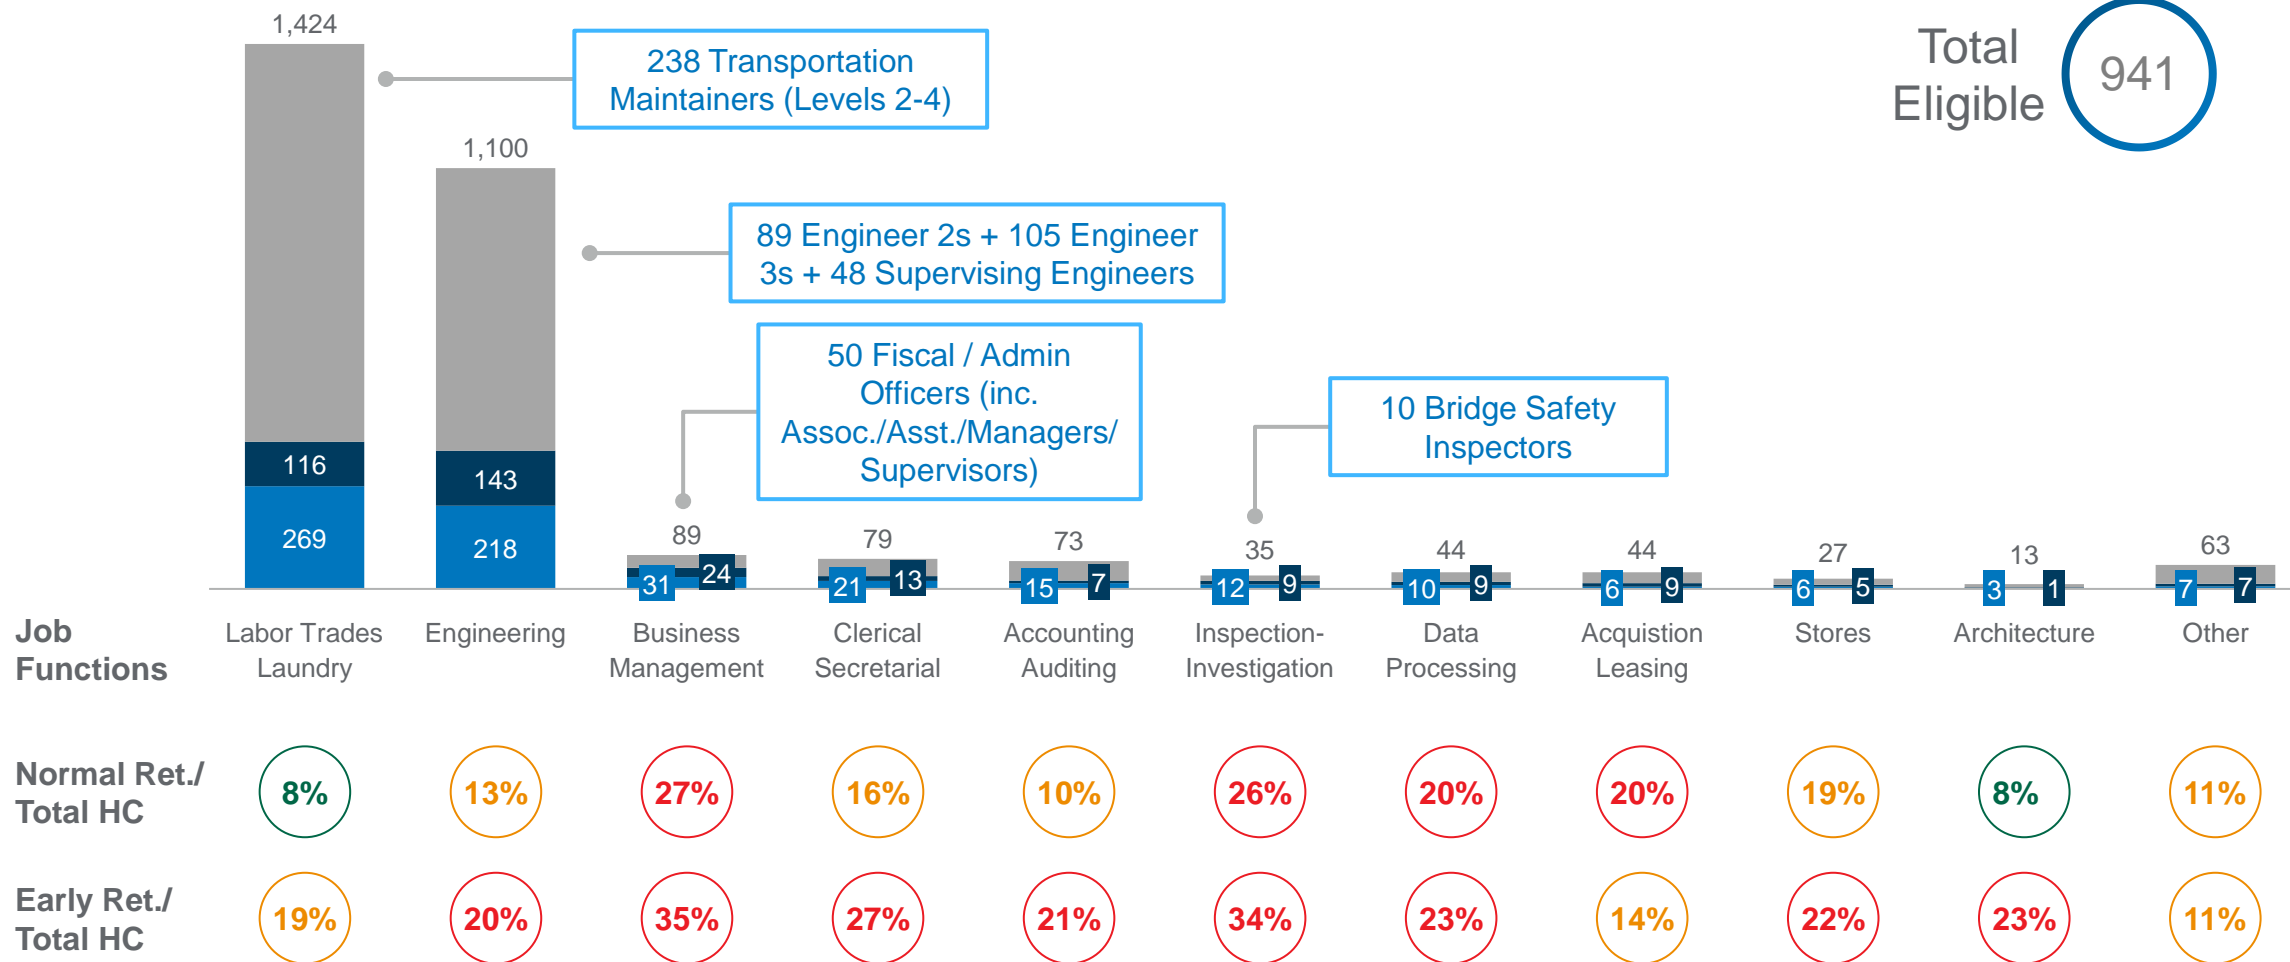 1,424
238 Transportation
Maintainers (Levels 2-4)
Total
Eligible
941
1,100
89 Engineer 2s + 105 Engineer
3s + 48 Supervising Engineers
50 Fiscal / Admin
Officers (inc.
Assoc./Asst./Managers/
Supervisors)
10 Bridge Safety
Inspectors
116
143
269
218
89
79
73
35
44
44
27
13
63
31 24 21 13 15 7 12 9 10 9 6 9 6 5 3 1 7 7
Job
Functions
Labor Trades
Laundry
Engineering
Business
Management
Clerical
Secretarial
Accounting
Auditing
Inspection-
Investigation
Data
Processing
Acquistion
Leasing
Stores
Architecture
Other
Normal Ret./
Total HC
8% 13% 27% 16% 10% 26% 20% 20% 19% 8% 11%
Early Ret./
Total HC
19% 20% 35% 27% 21% 34% 23% 14% 22% 23% 11%